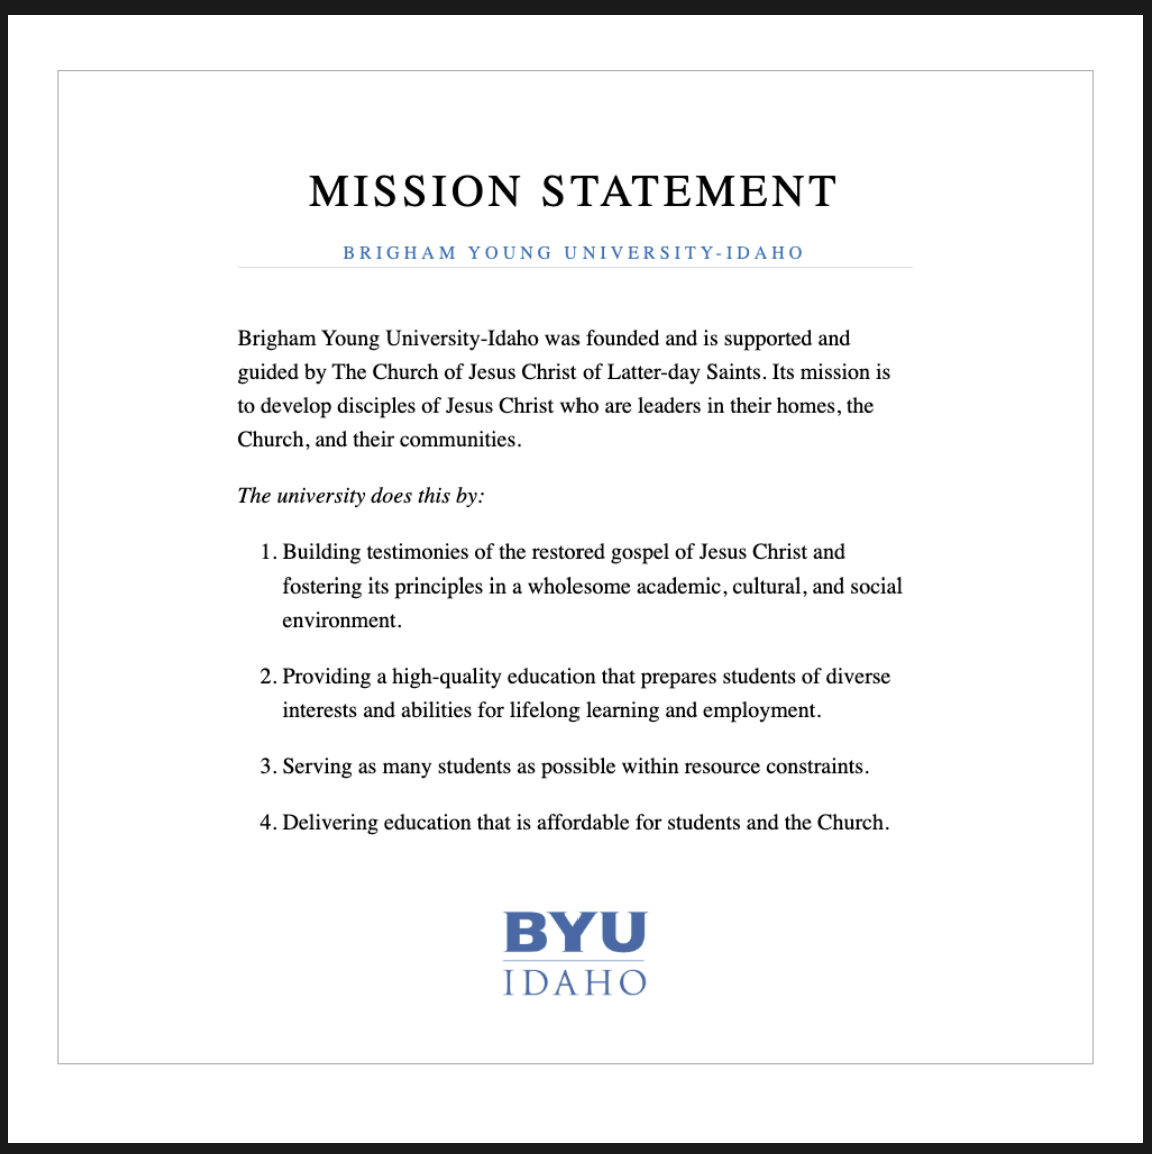 MISSION STATEMENT
BRIGHAM YOUNG UNIVERSITY-IDAHO
Brigham Young University-Idaho was founded and is supported and
guided by The Church of Jesus Christ of Latter-day Saints. Its mission is
to develop disciples of Jesus Christ who are leaders in their homes, the
Church, and their communities.
The university does this by:
1. Building testimonies of the restored gospel of Jesus Christ and
fostering its principles in a wholesome academic, cultural, and social
environment.
2. Providing a high-quality education that prepares students of diverse
interests and abilities for lifelong learning and employment.
3. Serving as many students as possible within resource constraints.
4. Delivering education that is affordable for students and the Church.
BYU
IDAHO